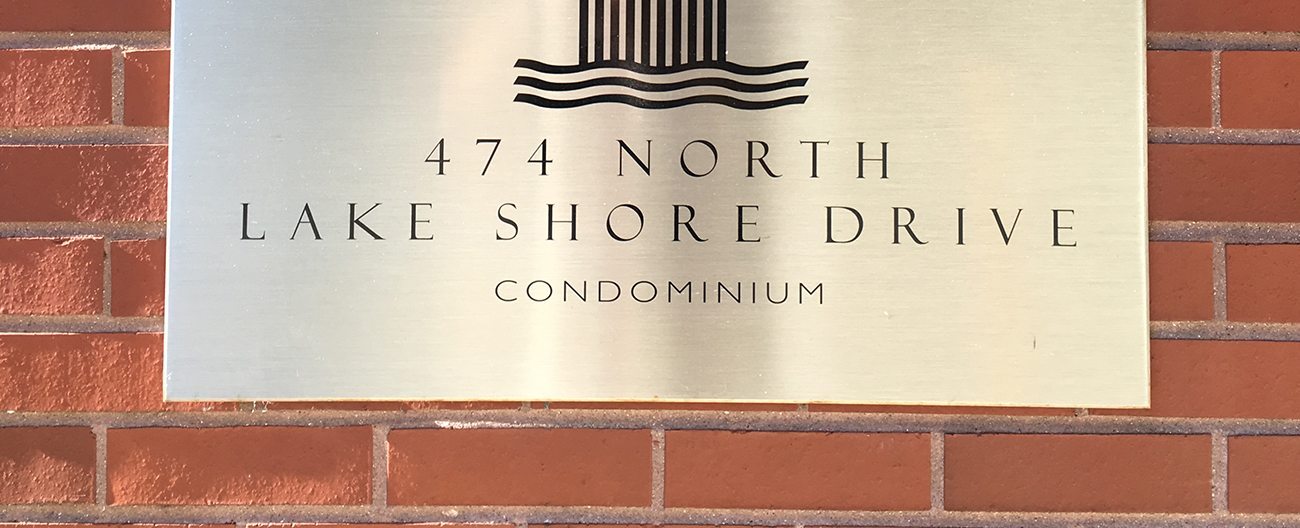 474 NORTH
LAKE SHORE DRIVE
CONDOMINIUM